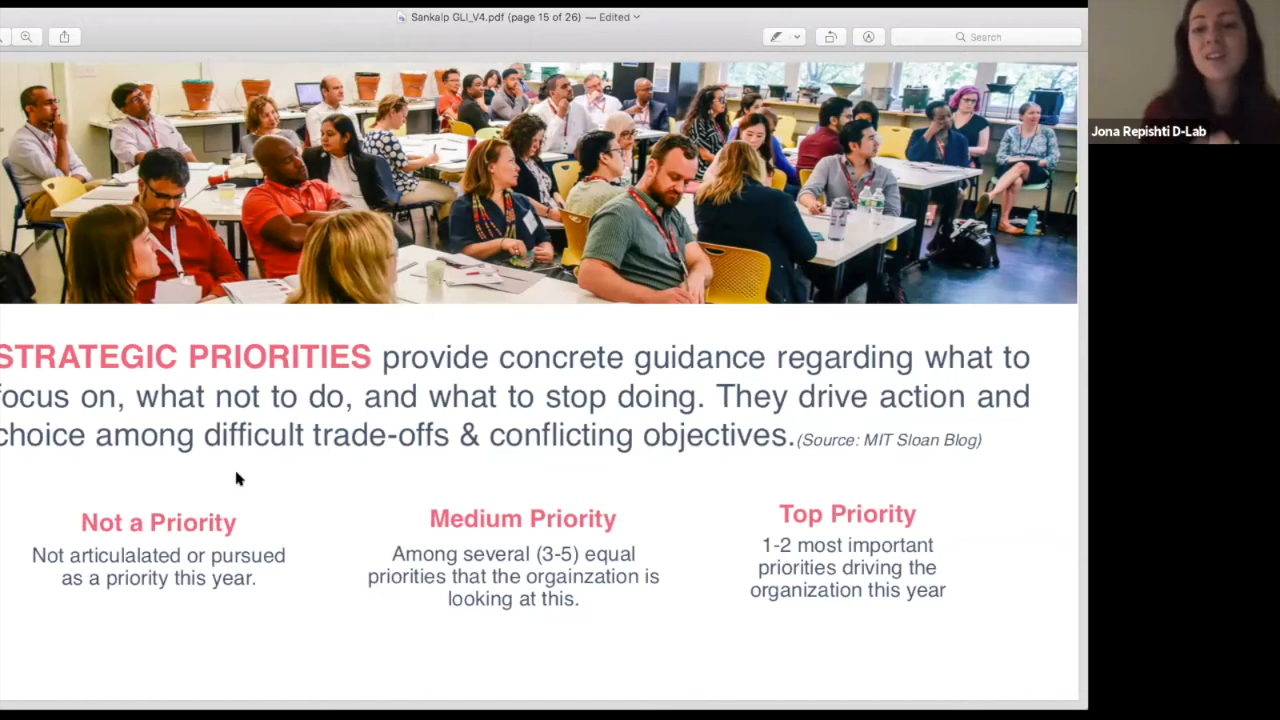 Sankalp GLI_V4.pdf (page 15 of 26) — Edited
Search
Jona Repishti D-Lab
STRATEGIC PRIORITIES provide concrete guidance regarding what to
focus on, what not to do, and what to stop doing. They drive action and
choice among difficult trade-offs & conflicting objectives.(Source: MIT Sloan Blog)
Not a Priority
Not articulalated or pursued
as a priority this year.
Medium Priority
Among several (3-5) equal
priorities that the orgainzation is
looking at this.
Top Priority
1-2 most important
priorities driving the
organization this year